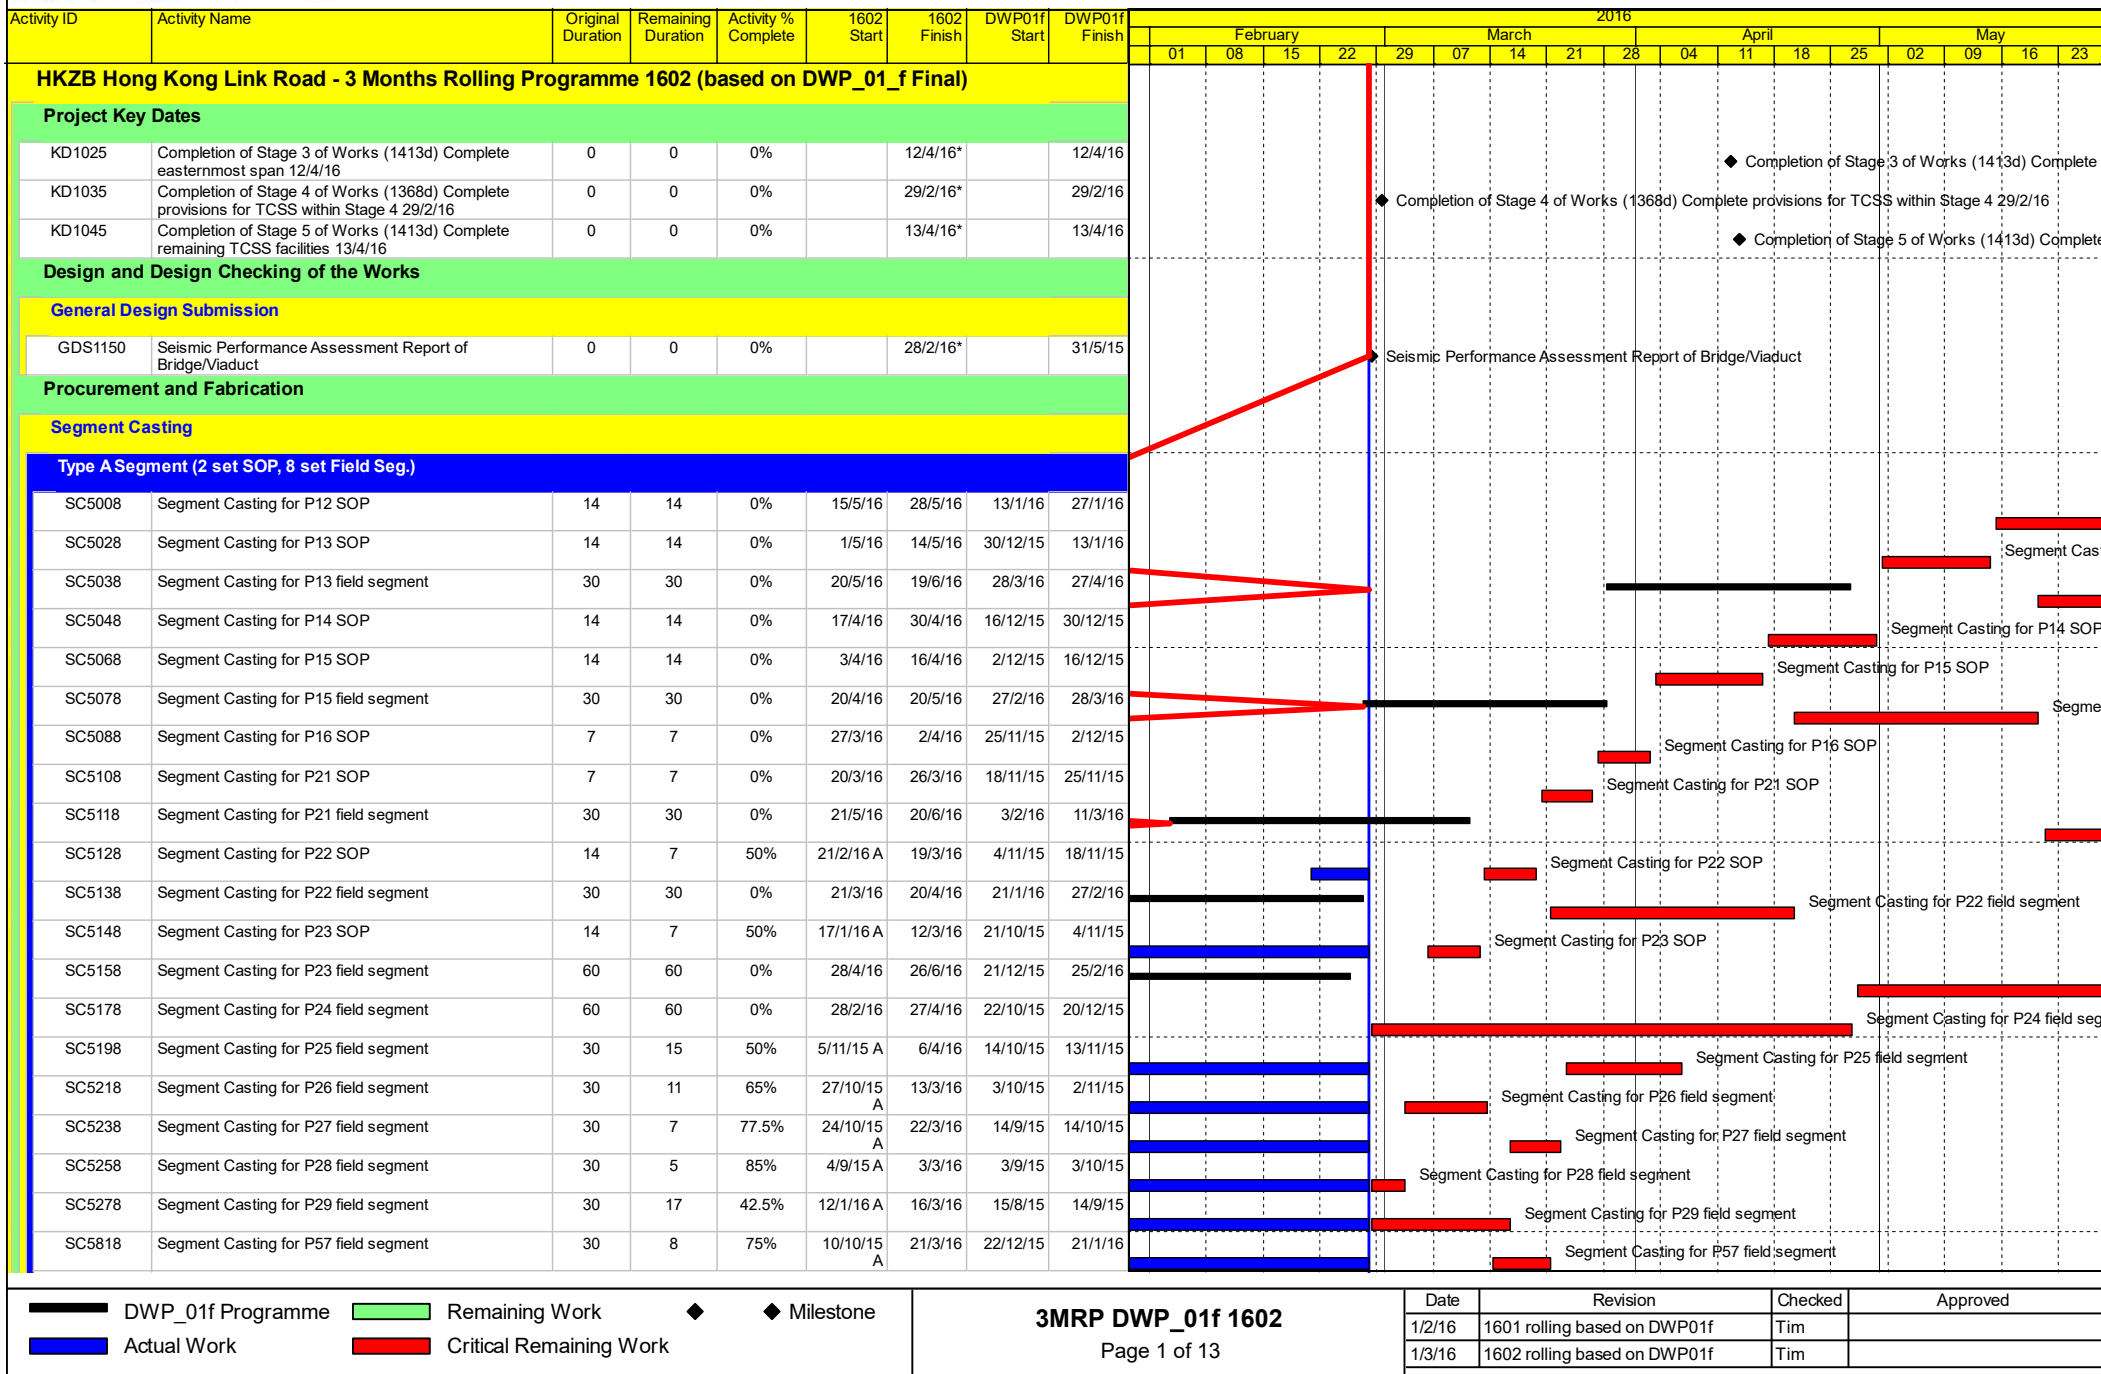 Activity ID Activity Name Original Duration Remaining Duration Activity % Complete 1602 Start 1602 Finish DWP01f Start DWP01f Finish
2016
February March April May
01 08 15 22 29 07 14 21 28 04 11 18 25 02 09 16 23
HKZB Hong Kong Link Road - 3 Months Rolling Programme 1602 (based on DWP_01_f Final)
Project Key Dates
KD1025 Completion of Stage 3 of Works (1413d) Complete 0 0 0% 12/4/16* 12/4/16
easternmost span 12/4/16
Completion of Stage 3 of Works (1413d) Complete
KD1035 Completion of Stage 4 of Works (1368d) Complete 0 0 0% 29/2/16* 29/2/16
provisions for TCSS within Stage 4 29/2/16
Completion of Stage 4 of Works (1368d) Complete provisions for TCSS within Stage 4 29/2/16
KD1045 Completion of Stage 5 of Works (1413d) Complete 0 0 0% 13/4/16* 13/4/16
remaining TCSS facilities 13/4/16
Completion of Stage 5 of Works (1413d) Complete
Design and Design Checking of the Works
General Design Submission
GDS1150 Seismic Performance Assessment Report of 0 0 0% 28/2/16* 31/5/15
Bridge/Viaduct
Seismic Performance Assessment Report of Bridge/Viaduct
Procurement and Fabrication
Segment Casting
Type A Segment (2 set SOP, 8 set Field Seg.)
SC5008 Segment Casting for P12 SOP 14 14 0% 15/5/16 28/5/16 13/1/16 27/1/16
SC5028 Segment Casting for P13 SOP 14 14 0% 1/5/16 14/5/16 30/12/15 13/1/16
Segment Cas
SC5038 Segment Casting for P13 field segment 30 30 0% 20/5/16 19/6/16 28/3/16 27/4/16
SC5048 Segment Casting for P14 SOP 14 14 0% 17/4/16 30/4/16 16/12/15 30/12/15
Segment Casting for P14 SOP
SC5068 Segment Casting for P15 SOP 14 14 0% 3/4/16 16/4/16 2/12/15 16/12/15
Segment Casting for P15 SOP
SC5078 Segment Casting for P15 field segment 30 30 0% 20/4/16 20/5/16 27/2/16 28/3/16
Segme
SC5088 Segment Casting for P16 SOP 7 7 0% 27/3/16 2/4/16 25/11/15 2/12/15
Segment Casting for P16 SOP
SC5108 Segment Casting for P21 SOP 7 7 0% 20/3/16 26/3/16 18/11/15 25/11/15
Segment Casting for P21 SOP
SC5118 Segment Casting for P21 field segment 30 30 0% 21/5/16 20/6/16 3/2/16 11/3/16
SC5128 Segment Casting for P22 SOP 14 7 50% 21/2/16 A 19/3/16 4/11/15 18/11/15
Segment Casting for P22 SOP
SC5138 Segment Casting for P22 field segment 30 30 0% 21/3/16 20/4/16 21/1/16 27/2/16
Segment Casting for P22 field segment
SC5148 Segment Casting for P23 SOP 14 7 50% 17/1/16 A 12/3/16 21/10/15 4/11/15
Segment Casting for P23 SOP
SC5158 Segment Casting for P23 field segment 60 60 0% 28/4/16 26/6/16 21/12/15 25/2/16
SC5178 Segment Casting for P24 field segment 60 60 0% 28/2/16 27/4/16 22/10/15 20/12/15
Segment Casting for P24 field seg
SC5198 Segment Casting for P25 field segment 30 15 50% 5/11/15 A 6/4/16 14/10/15 13/11/15
Segment Casting for P25 field segment
SC5218 Segment Casting for P26 field segment 30 11 65% 27/10/15 A 13/3/16 3/10/15 2/11/15
Segment Casting for P26 field segment
SC5238 Segment Casting for P27 field segment 30 7 77.5% 24/10/15 A 22/3/16 14/9/15 14/10/15
Segment Casting for P27 field segment
SC5258 Segment Casting for P28 field segment 30 5 85% 4/9/15 A 3/3/16 3/9/15 3/10/15
Segment Casting for P28 field segment
SC5278 Segment Casting for P29 field segment 30 17 42.5% 12/1/16 A 16/3/16 15/8/15 14/9/15
Segment Casting for P29 field segment
SC5818 Segment Casting for P57 field segment 30 8 75% 10/10/15 A 21/3/16 22/12/15 21/1/16
Segment Casting for P57 field segment
DWP_01f Programme Remaining Work Milestone
Actual Work Critical Remaining Work
3MRP DWP_01f 1602
Page 1 of 13
Date Revision Checked Approved
1/2/16 1601 rolling based on DWP01f Tim
1/3/16 1602 rolling based on DWP01f Tim